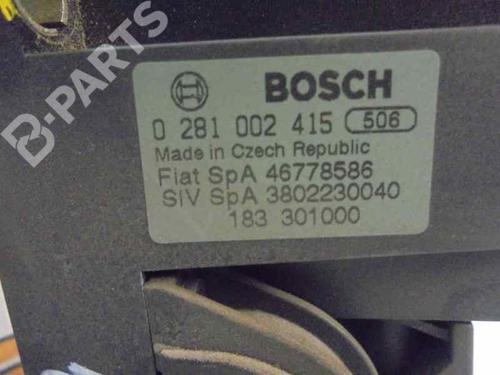 BOSCH
0 281 002 415 506
Made in Czech Republic
Fiat SpA 46778586
SIV SpA 3802230040
183 301000
B-PARTS
B-PARTS